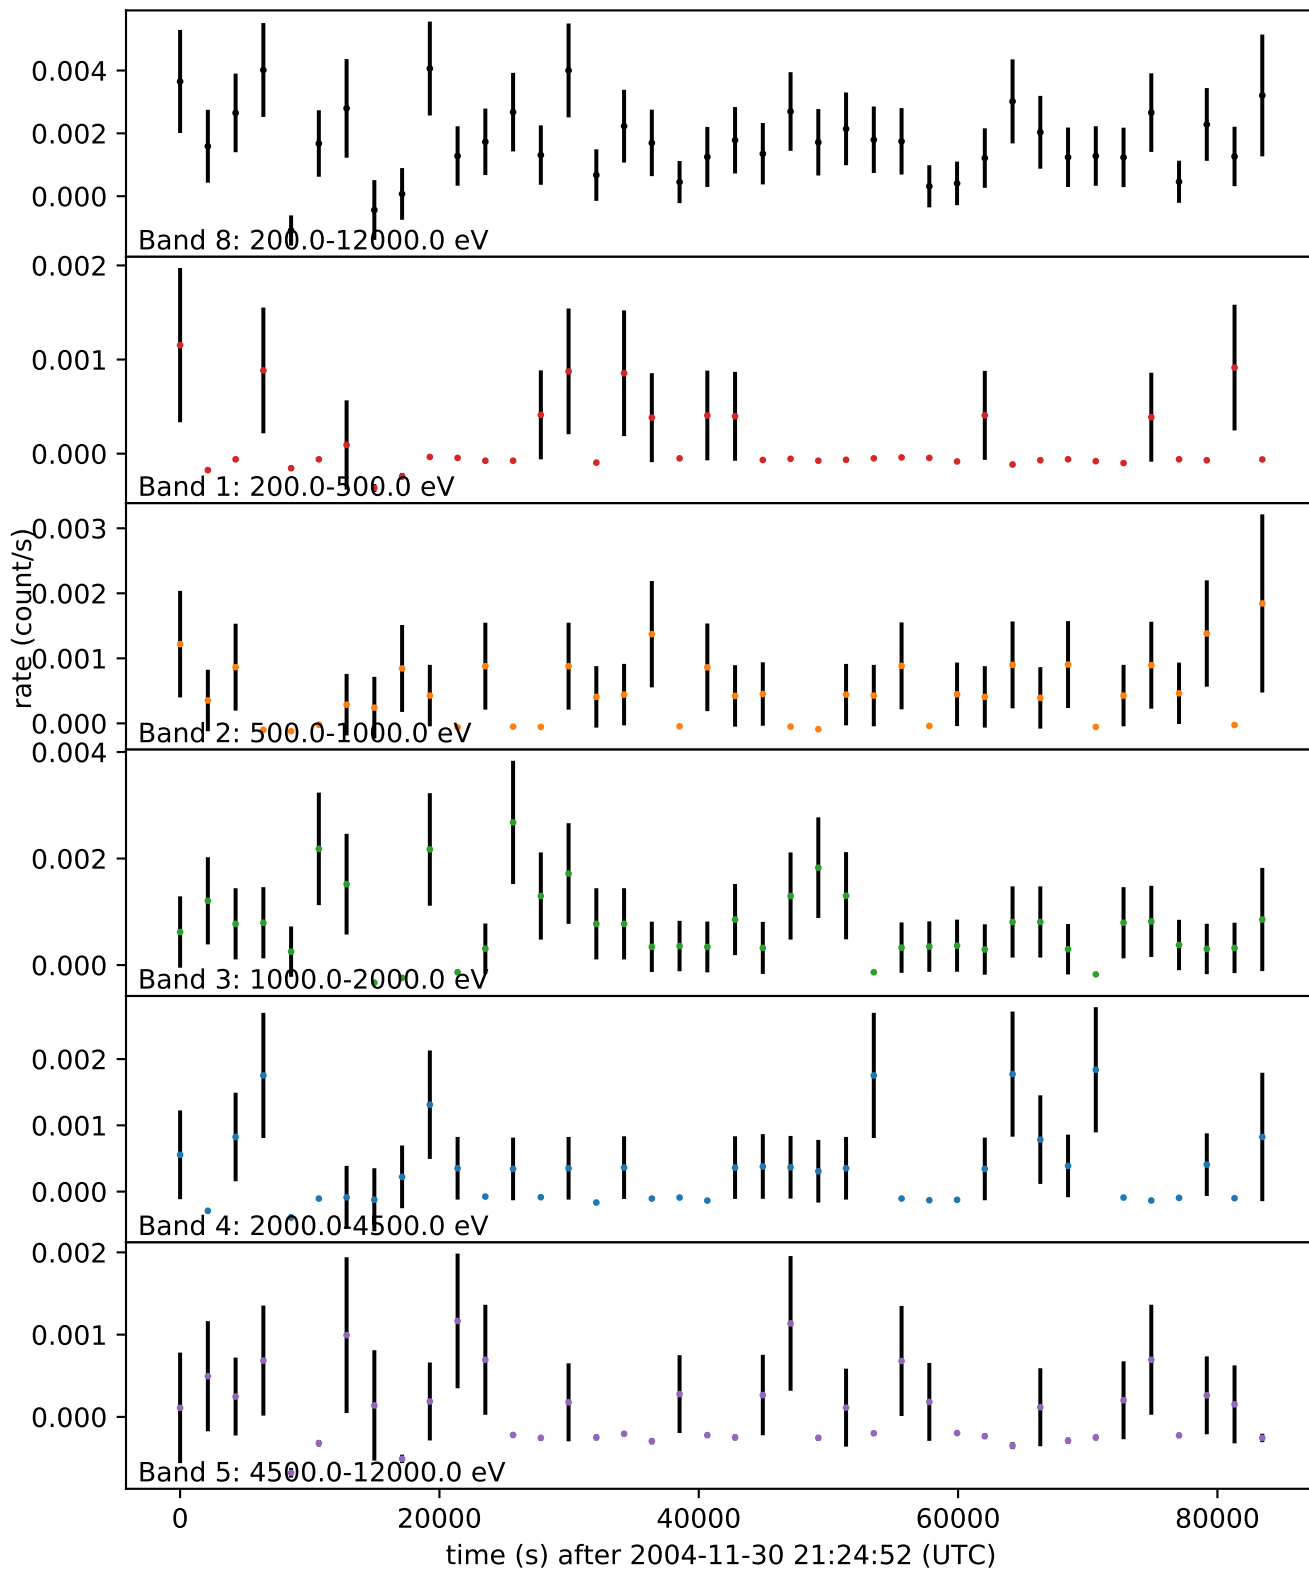 0.004
0.002
0.000
Band 8: 200.0-12000.0 eV
0.002
0.001
0.000
Band 1: 200.0-500.0 eV
0.003
0.002
0.001
0.000
Band 2: 500.0-1000.0 eV
rate (count/s)
0.004
0.002
0.000
Band 3: 1000.0-2000.0 eV
0.002
0.001
0.000
Band 4: 2000.0-4500.0 eV
0.002
0.001
0.000
Band 5: 4500.0-12000.0 eV
0 20000 40000 60000 80000
time (s) after 2004-11-30 21:24:52 (UTC)